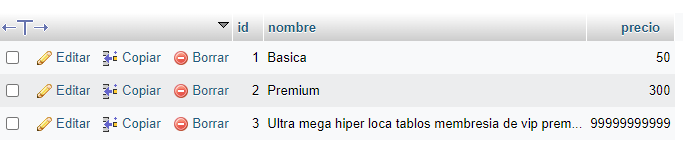 id nombre precio
Editar Copiar Borrar 1 Basica 50
Editar Copiar Borrar 2 Premium 300
Editar Copiar Borrar 3 Ultra mega hiper loca tablos membresia de vip prem... 99999999999